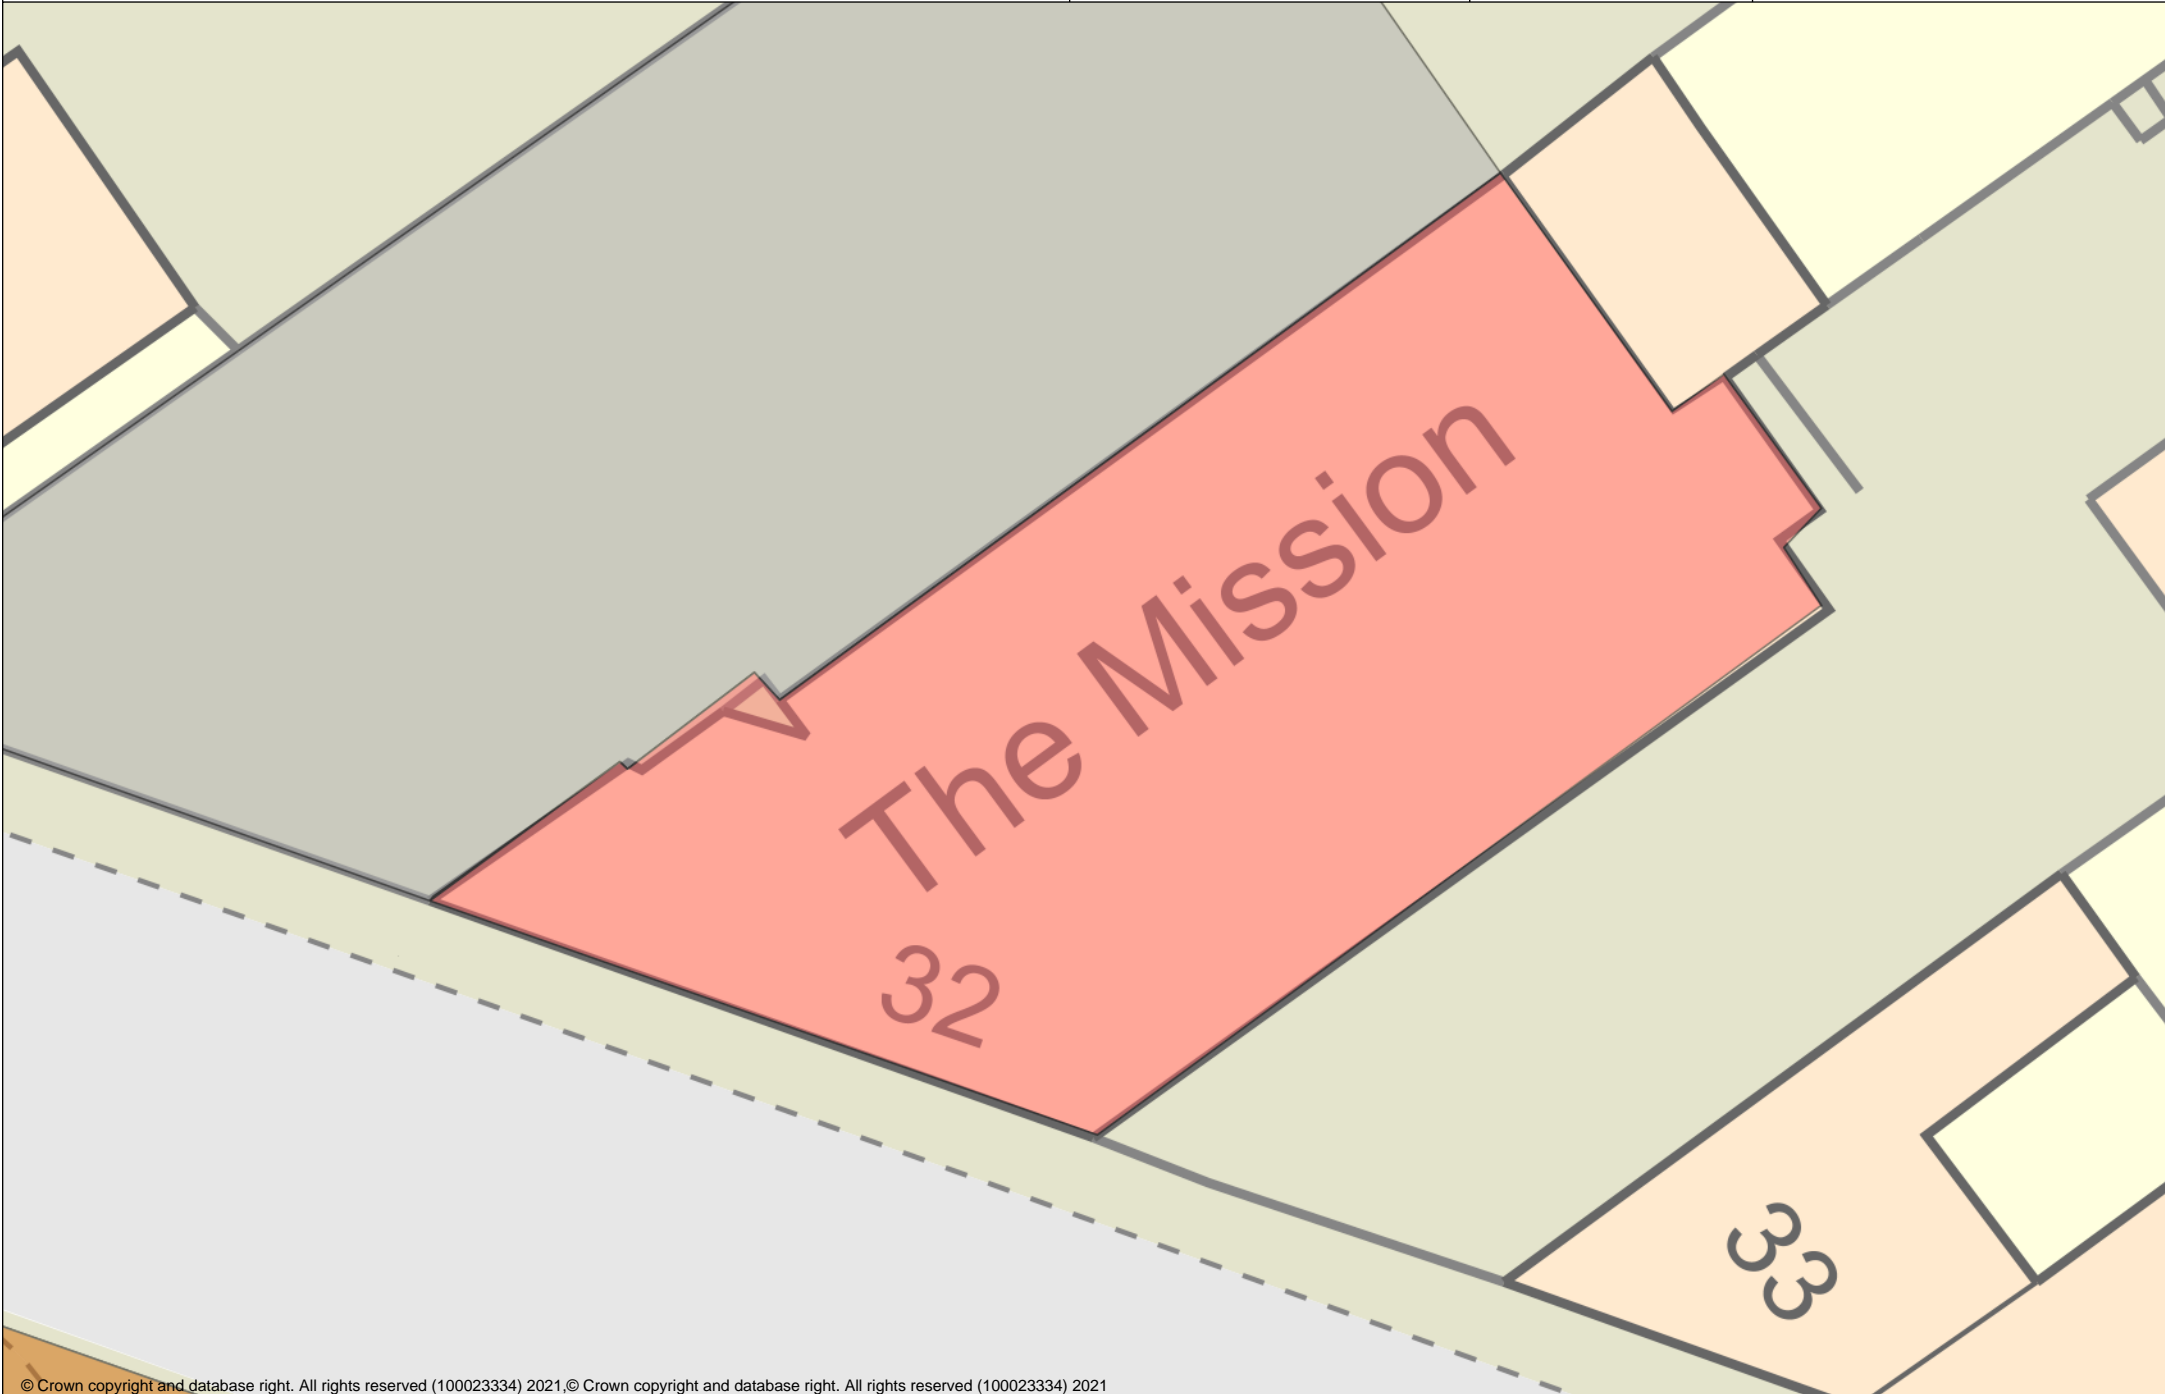 The Mission
32
33
© Crown copyright and database right. All rights reserved (100023334) 2021,© Crown copyright and database right. All rights reserved (100023334) 2021